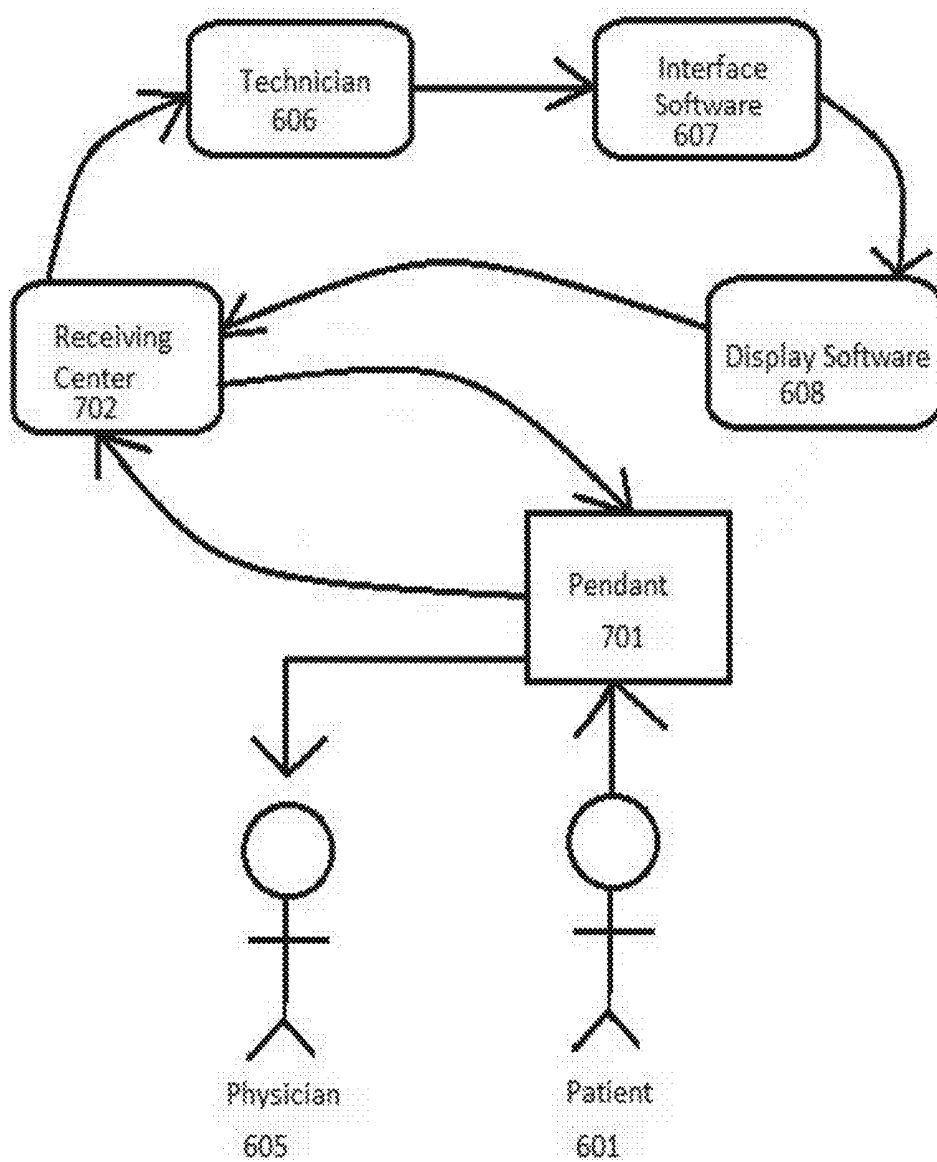 Technician
606
Interface
Software
607
Receiving
Center
702
Display Software
608
Pendant
701
Physician
605
Patient
601